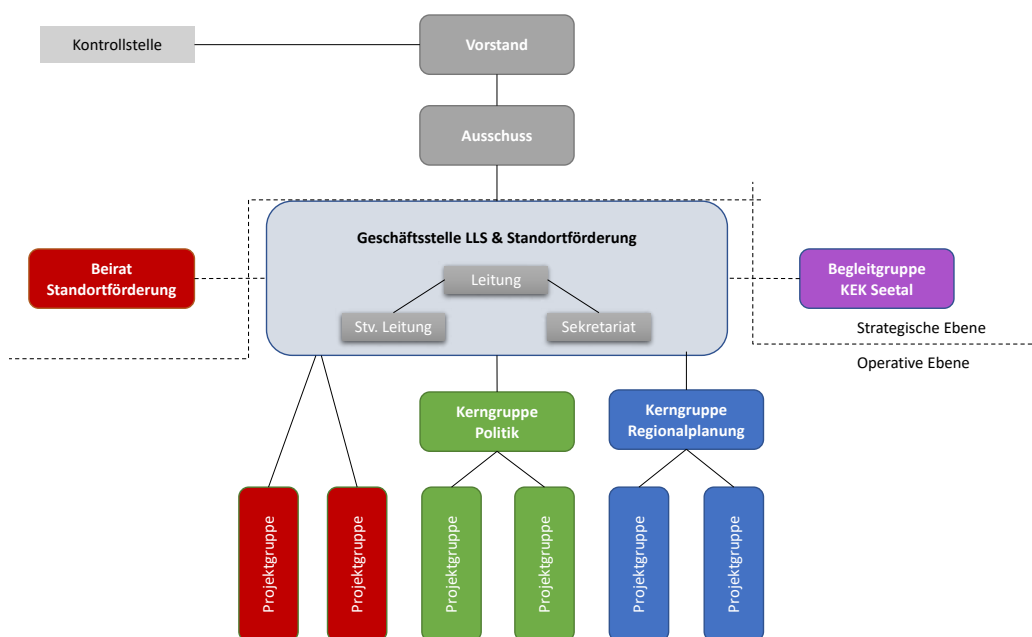 Kontrollstelle
Vorstand
Ausschuss
Geschäftsstelle LLS & Standortförderung
Leitung
Stv. Leitung
Sekretariat
Beirat
Standortförderung
Begleitgruppe
KEK Seetal
Strategische Ebene
Operative Ebene
Kerngruppe
Politik
Kerngruppe
Regionalplanung
Projektgruppe
Projektgruppe
Projektgruppe
Projektgruppe
Projektgruppe
Projektgruppe